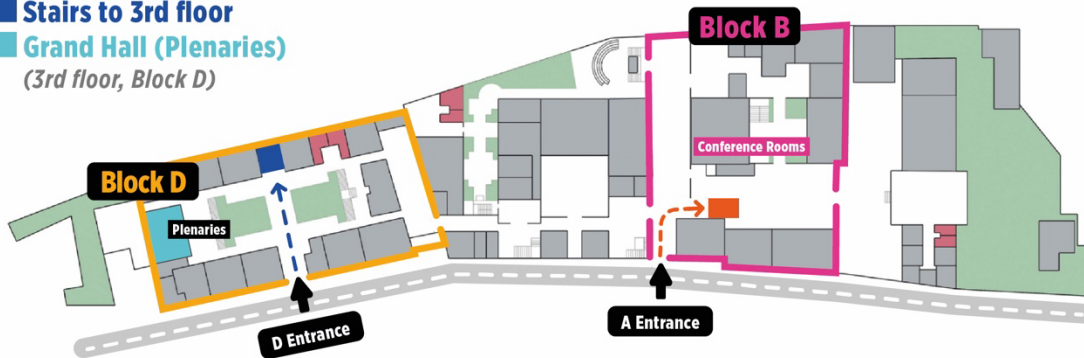 Stairs to 3rd floor
Grand Hall (Plenaries)
(3rd floor, Block D)
Block B
Conference Rooms
Block D
Plenaries
D Entrance
A Entrance